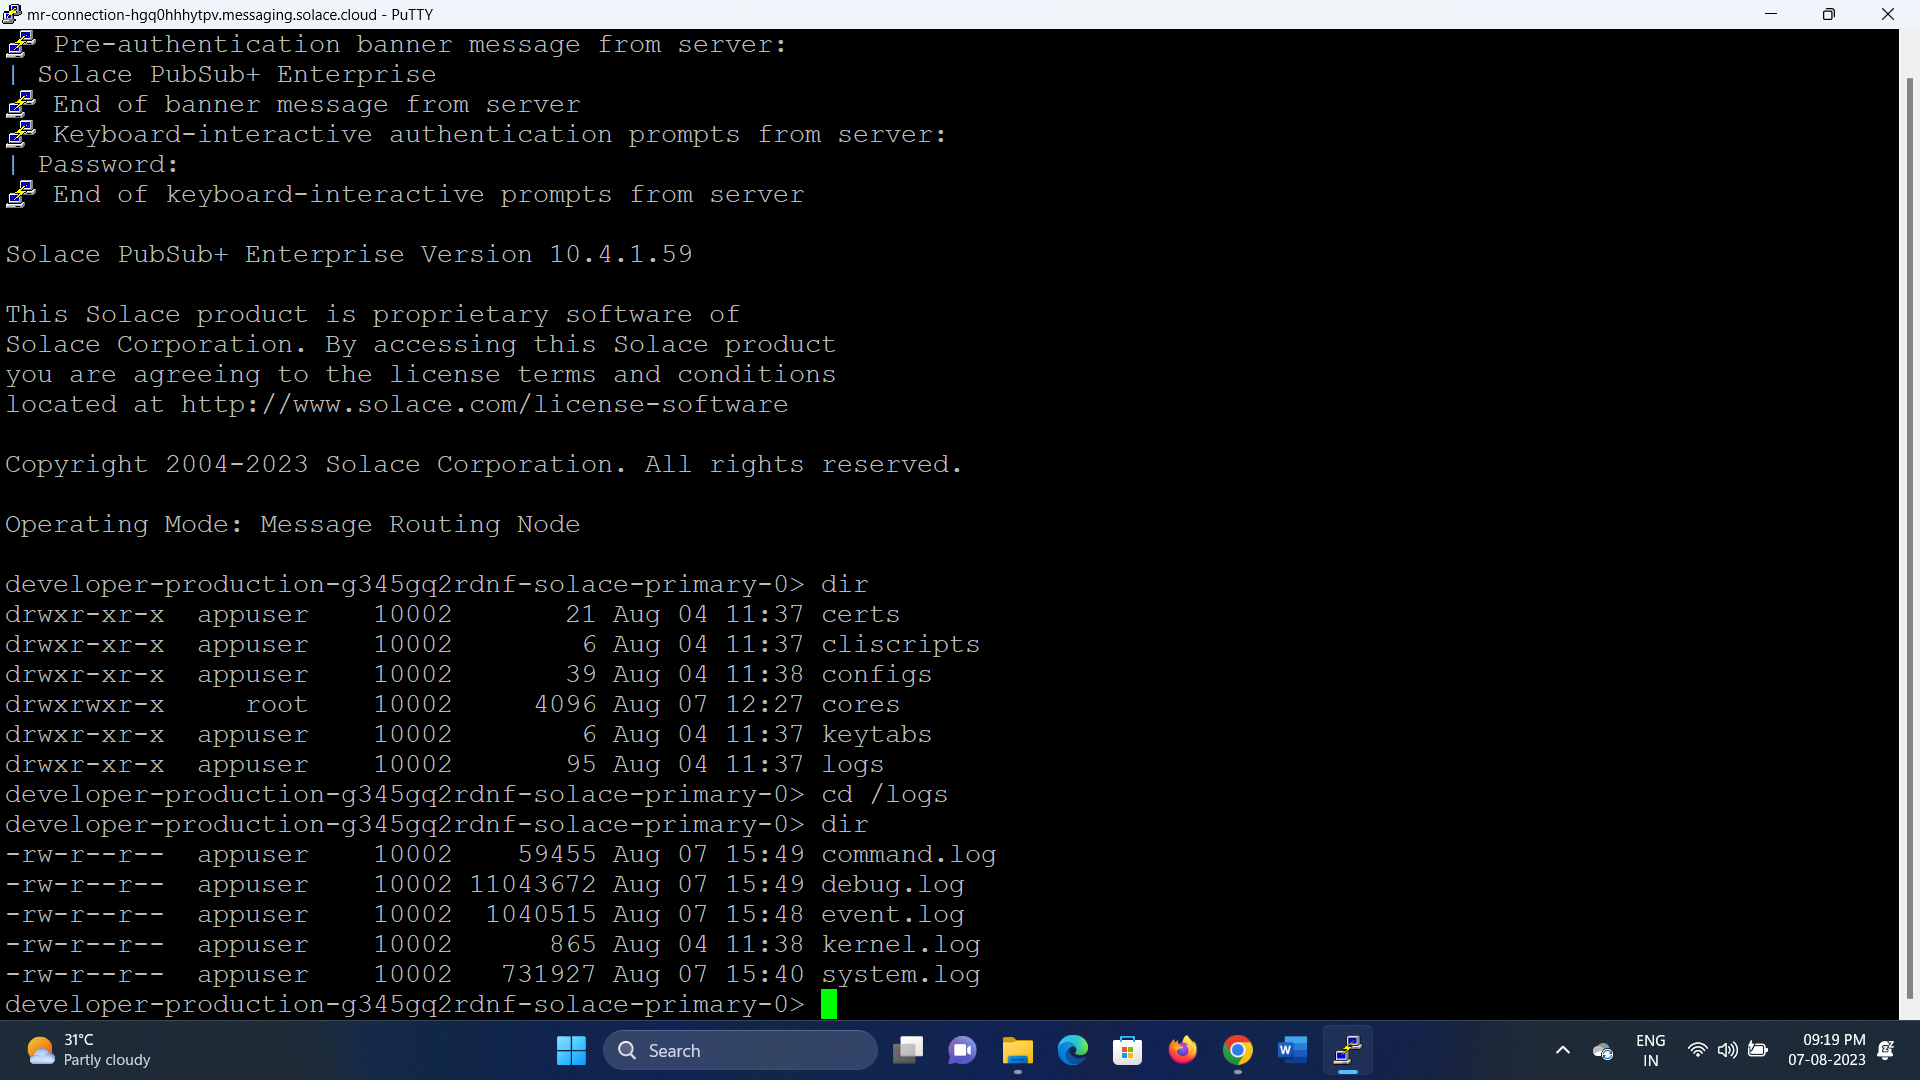 mr-connection-hgq0hhhytpv.messaging.solace.cloud - PuTTY
Pre-authentication banner message from server:
| Solace PubSub+ Enterprise
End of banner message from server
Keyboard-interactive authentication prompts from server:
| Password:
End of keyboard-interactive prompts from server
Solace PubSub+ Enterprise Version 10.4.1.59
This Solace product is proprietary software of
Solace Corporation. By accessing this Solace product
you are agreeing to the license terms and conditions
located at http://www.solace.com/license-software
Copyright 2004-2023 Solace Corporation. All rights reserved.
Operating Mode: Message Routing Node
developer-production-g345gq2rdnf-solace-primary-0> dir
drwxr-xr-x  appuser    10002       21 Aug 04 11:37 certs
drwxr-xr-x  appuser    10002        6 Aug 04 11:37 cliscripts
drwxr-xr-x  appuser    10002       39 Aug 04 11:38 configs
drwxrwxr-x     root    10002     4096 Aug 07 12:27 cores
drwxr-xr-x  appuser    10002        6 Aug 04 11:37 keytabs
drwxr-xr-x  appuser    10002       95 Aug 04 11:37 logs
developer-production-g345gq2rdnf-solace-primary-0> cd /logs
developer-production-g345gq2rdnf-solace-primary-0> dir
-rw-r--r--  appuser    10002    59455 Aug 07 15:49 command.log
-rw-r--r--  appuser    10002 11043672 Aug 07 15:49 debug.log
-rw-r--r--  appuser    10002  1040515 Aug 07 15:48 event.log
-rw-r--r--  appuser    10002      865 Aug 04 11:38 kernel.log
-rw-r--r--  appuser    10002   731927 Aug 07 15:40 system.log
developer-production-g345gq2rdnf-solace-primary-0>
31°C
Partly cloudy
Search
ENG
IN
09:19 PM
07-08-2023